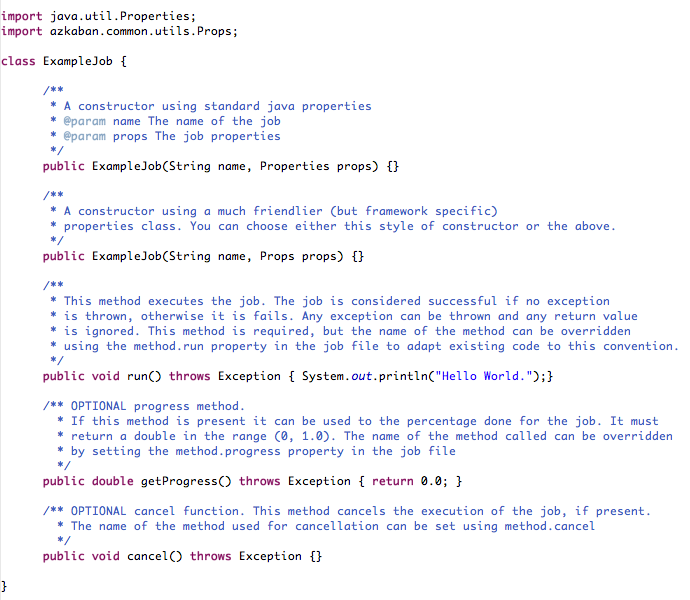 import java.util.Properties;
import azkaban.common.utils.Props;
class ExampleJob {
/**
* A constructor using standard java properties
* @param name The name of the job
* @param props The job properties
*/
public ExampleJob(String name, Properties props) {}
/**
* A constructor using a much friendlier (but framework specific)
* properties class. You can choose either this style of constructor or the above.
*/
public ExampleJob(String name, Props props) {}
/**
* This method executes the job. The job is considered successful if no exception
* is thrown, otherwise it is fails. Any exception can be thrown and any return value
* is ignored. This method is required, but the name of the method can be overridden
* using the method.run property in the job file to adapt existing code to this convention.
*/
public void run() throws Exception { System.out.println("Hello World.");}
/** OPTIONAL progress method.
* If this method is present it can be used to the percentage done for the job. It must
* return a double in the range (0, 1.0). The name of the method called can be overridden
* by setting the method.progress property in the job file
*/
public double getProgress() throws Exception { return 0.0; }
/** OPTIONAL cancel function. This method cancels the execution of the job, if present.
* The name of the method used for cancellation can be set using method.cancel
*/
public void cancel() throws Exception {}
}